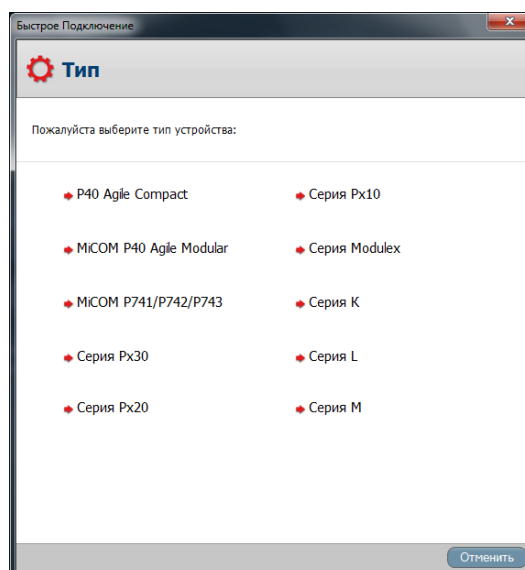 Быстрое Подключение
Тип
Пожалуйста выберите тип устройства:
P40 Agile Compact
MiCOM P40 Agile Modular
MiCOM P741/P742/P743
Серия Px30
Серия Px20
Серия Px10
Серия Modulex
Серия K
Серия L
Серия M
Отменить